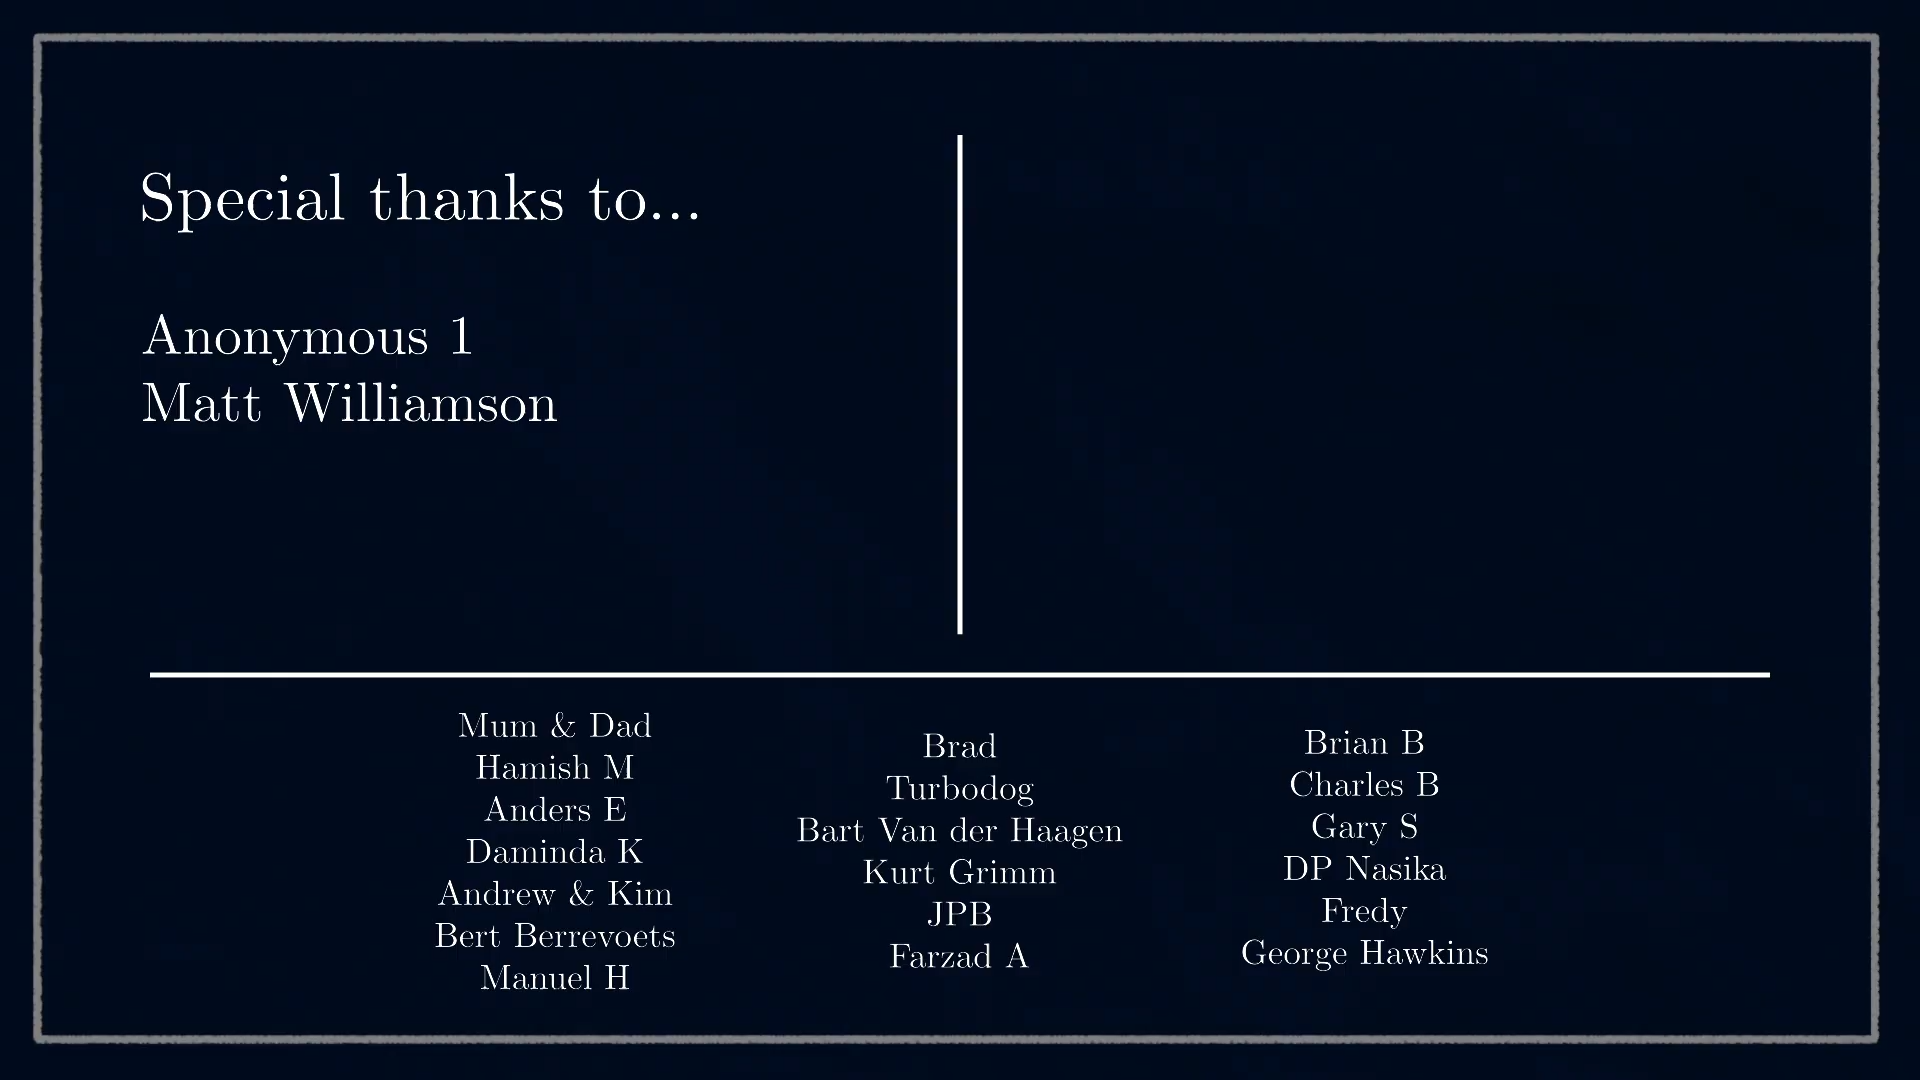 Special thanks to...
Anonymous 1
Matt Williamson
Mum & Dad
Hamish M
Anders E
Daminda K
Andrew & Kim
Bert Berrevoets
Manuel H
Brad
Turbodog
Bart Van der Haagen
Kurt Grimm
JPB
Farzad A
Brian B
Charles B
Gary S
DP Nasika
Fredy
George Hawkins